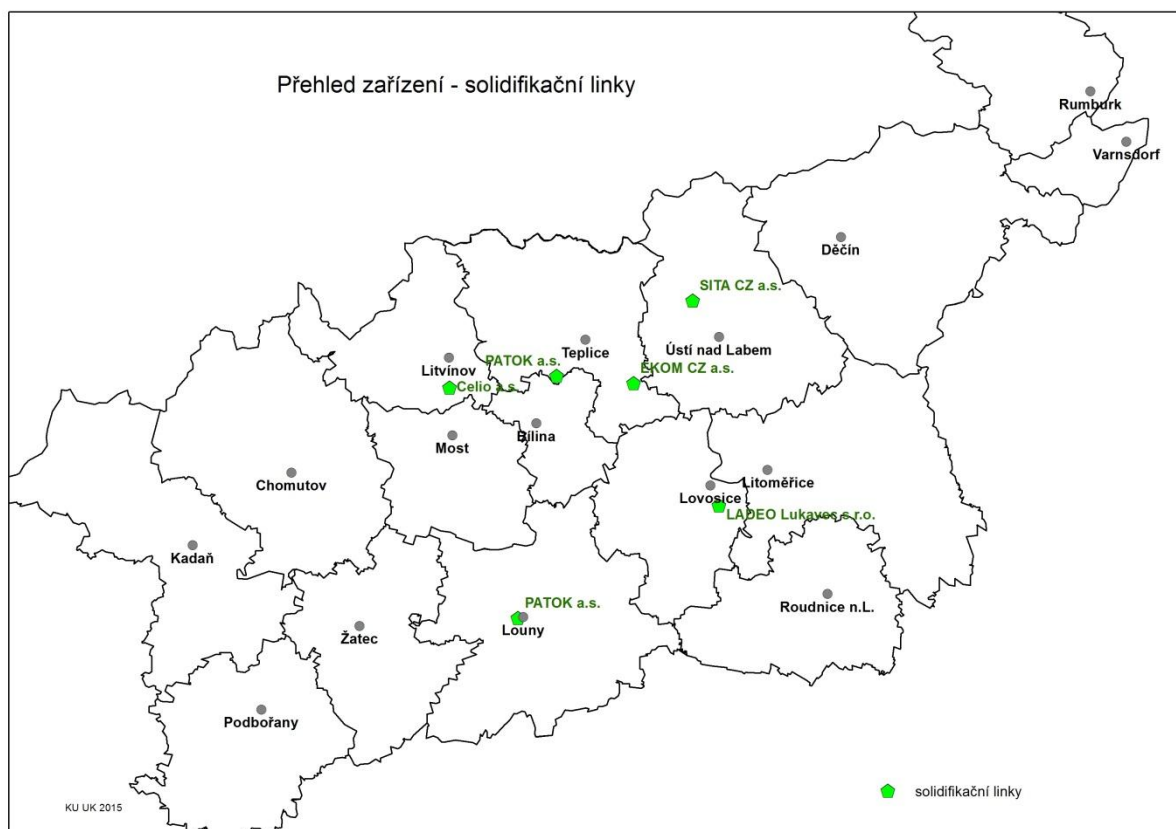 Přehled zařízení - solidifikační linky
Rumburk
Varnsdorf
Děčín
SITA CZ a.s.
Ústí nad Labem
Teplice
PATOK a.s.
EKOM CZ a.s.
Litvínov
Celio a.s.
Bílina
Most
Chomutov
Litoměřice
Lovosice
LADEO Lukavec s.r.o.
Kadaň
Roudnice n.L.
PATOK a.s.
Louny
Žatec
Podbořany
solidifikační linky
KU UK 2015